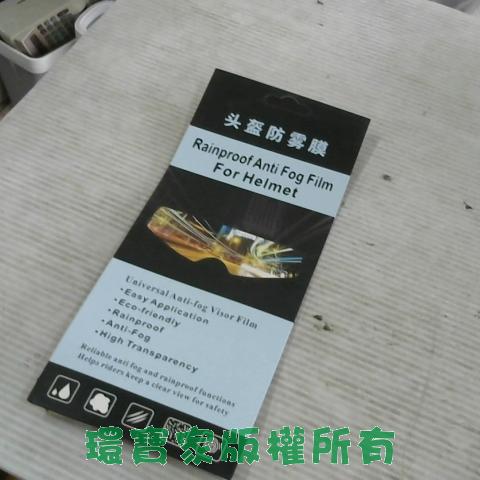 头盔防雾膜
Rainproof Anti Fog Film
For Helmet
Universal Anti-fog Visor Film
•Easy Application
•Eco-friendly
•Rainproof
•Anti-Fog
•High Transparency
Reliable anti fog and rainproof functions
Helps riders keep a clear view for safety
環寶家版權所有